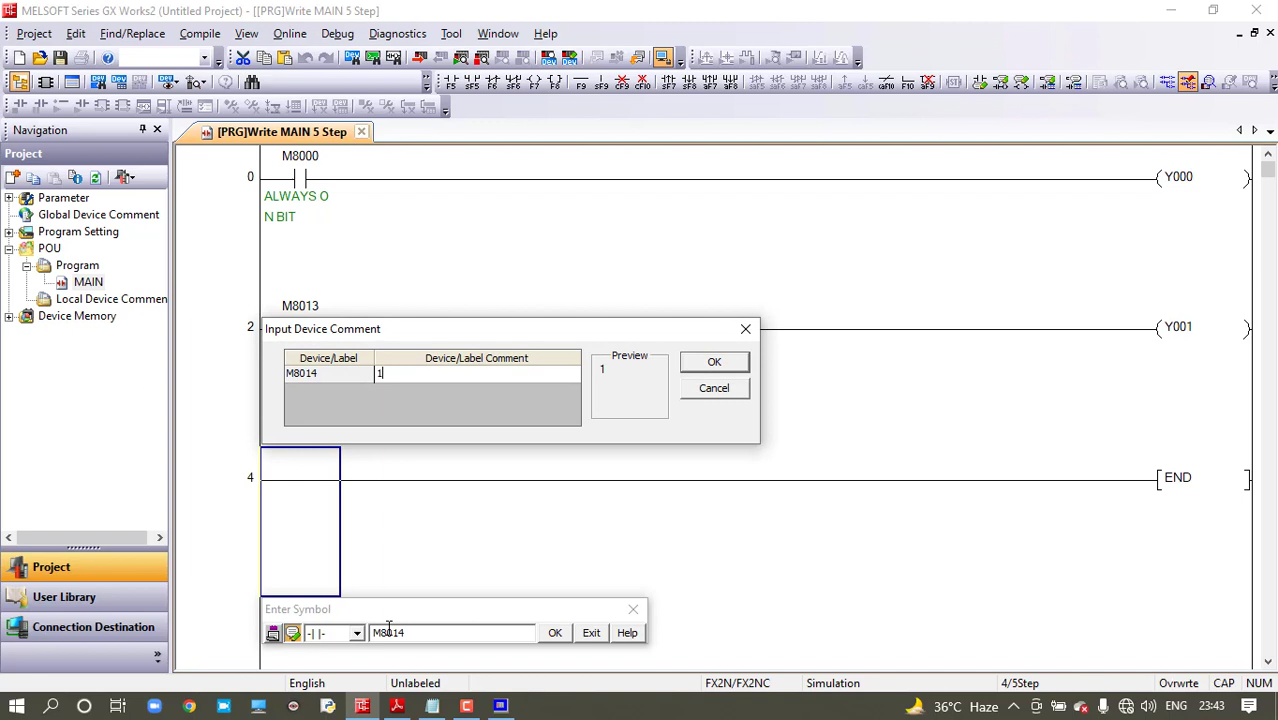 MELSOFT Series GX Works2 (Untitled Project) - [[PRG]Write MAIN 5 Step]
Project Edit Find/Replace Compile View Online Debug Diagnostics Tool Window Help
Navigation
[PRG]Write MAIN 5 Step
Project
Parameter
Global Device Comment
Program Setting
POU
Program
MAIN
Local Device Commen
Device Memory
M8000
0
Y000
ALWAYS O
N BIT
M8013
2
Y001
Input Device Comment
Device/Label Device/Label Comment
M8014 1
Preview
1
OK
Cancel
4
END
Enter Symbol
-| |- M8014 OK Exit Help
Project
User Library
Connection Destination
English Unlabeled FX2N/FX2NC Simulation 4/5Step Ovrwrte CAP NUM
36°C Haze ENG 23:43